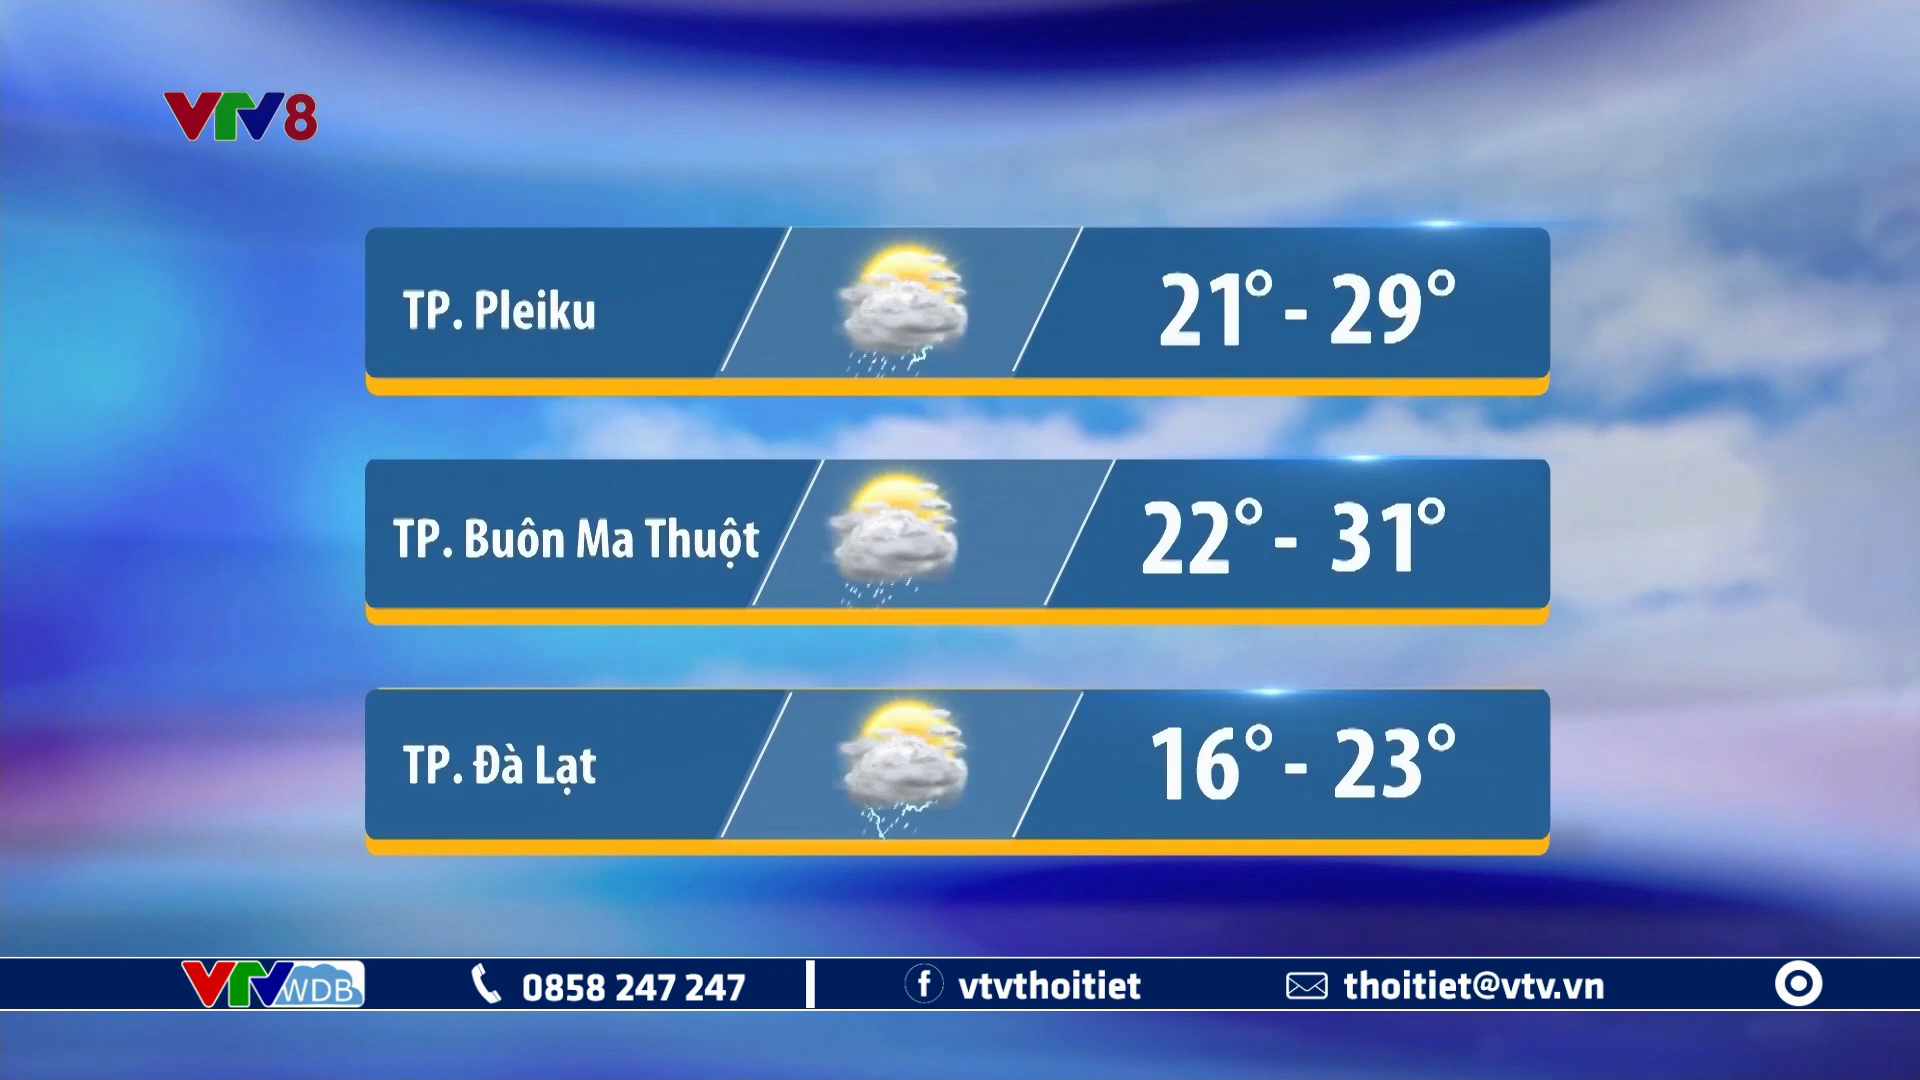 VTV8
TP. Pleiku
21° - 29°
TP. Buôn Ma Thuột
22° - 31°
TP. Đà Lạt
16° - 23°
VTV WDB
0858 247 247
vtvthoitiet
thoitiet@vtv.vn